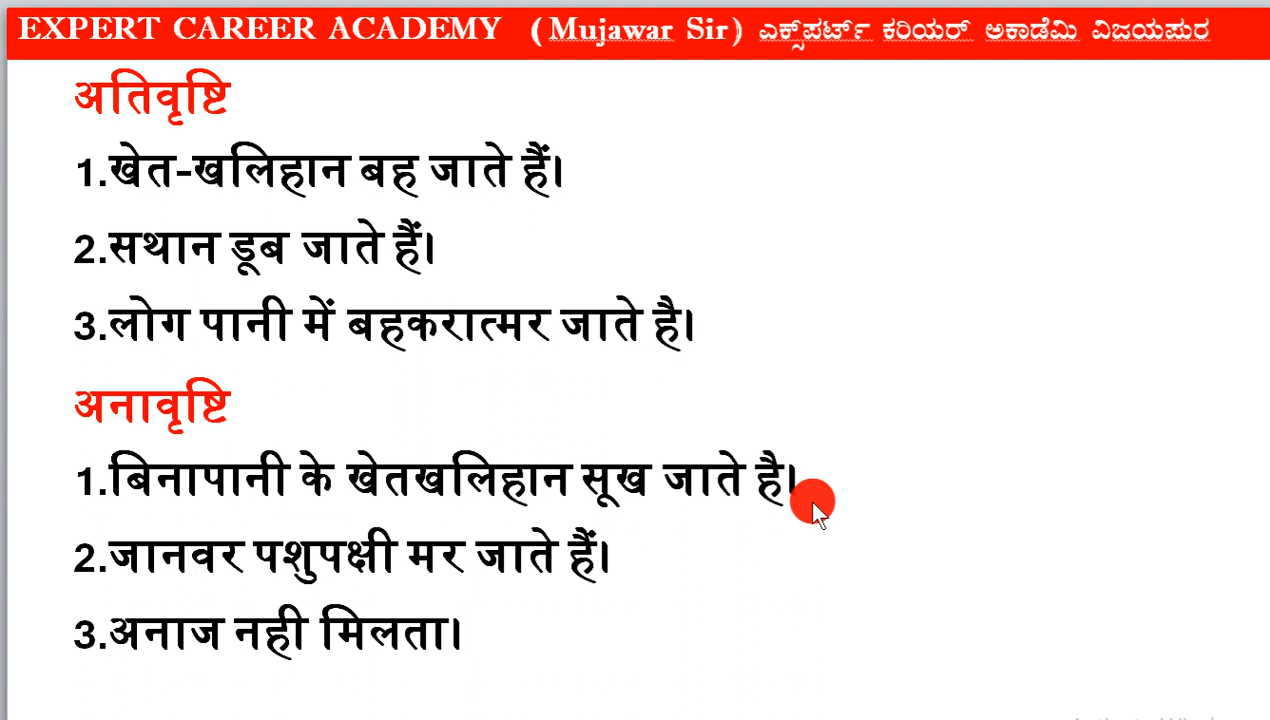 EXPERT CAREER ACADEMY (Mujawar Sir) ಎಕ್ಸ್‌ಪರ್ಟ್ ಕರಿಯರ್ ಅಕಾಡೆಮಿ ವಿಜಯಪುರ
अतिवृष्टि
1.खेत-खलिहान बह जाते हैं।
2.सथान डूब जाते हैं।
3.लोग पानी में बहकरात्मर जाते है।
अनावृष्टि
1.बिनापानी के खेतखलिहान सूख जाते है।
2.जानवर पशुपक्षी मर जाते हैं।
3.अनाज नही मिलता।